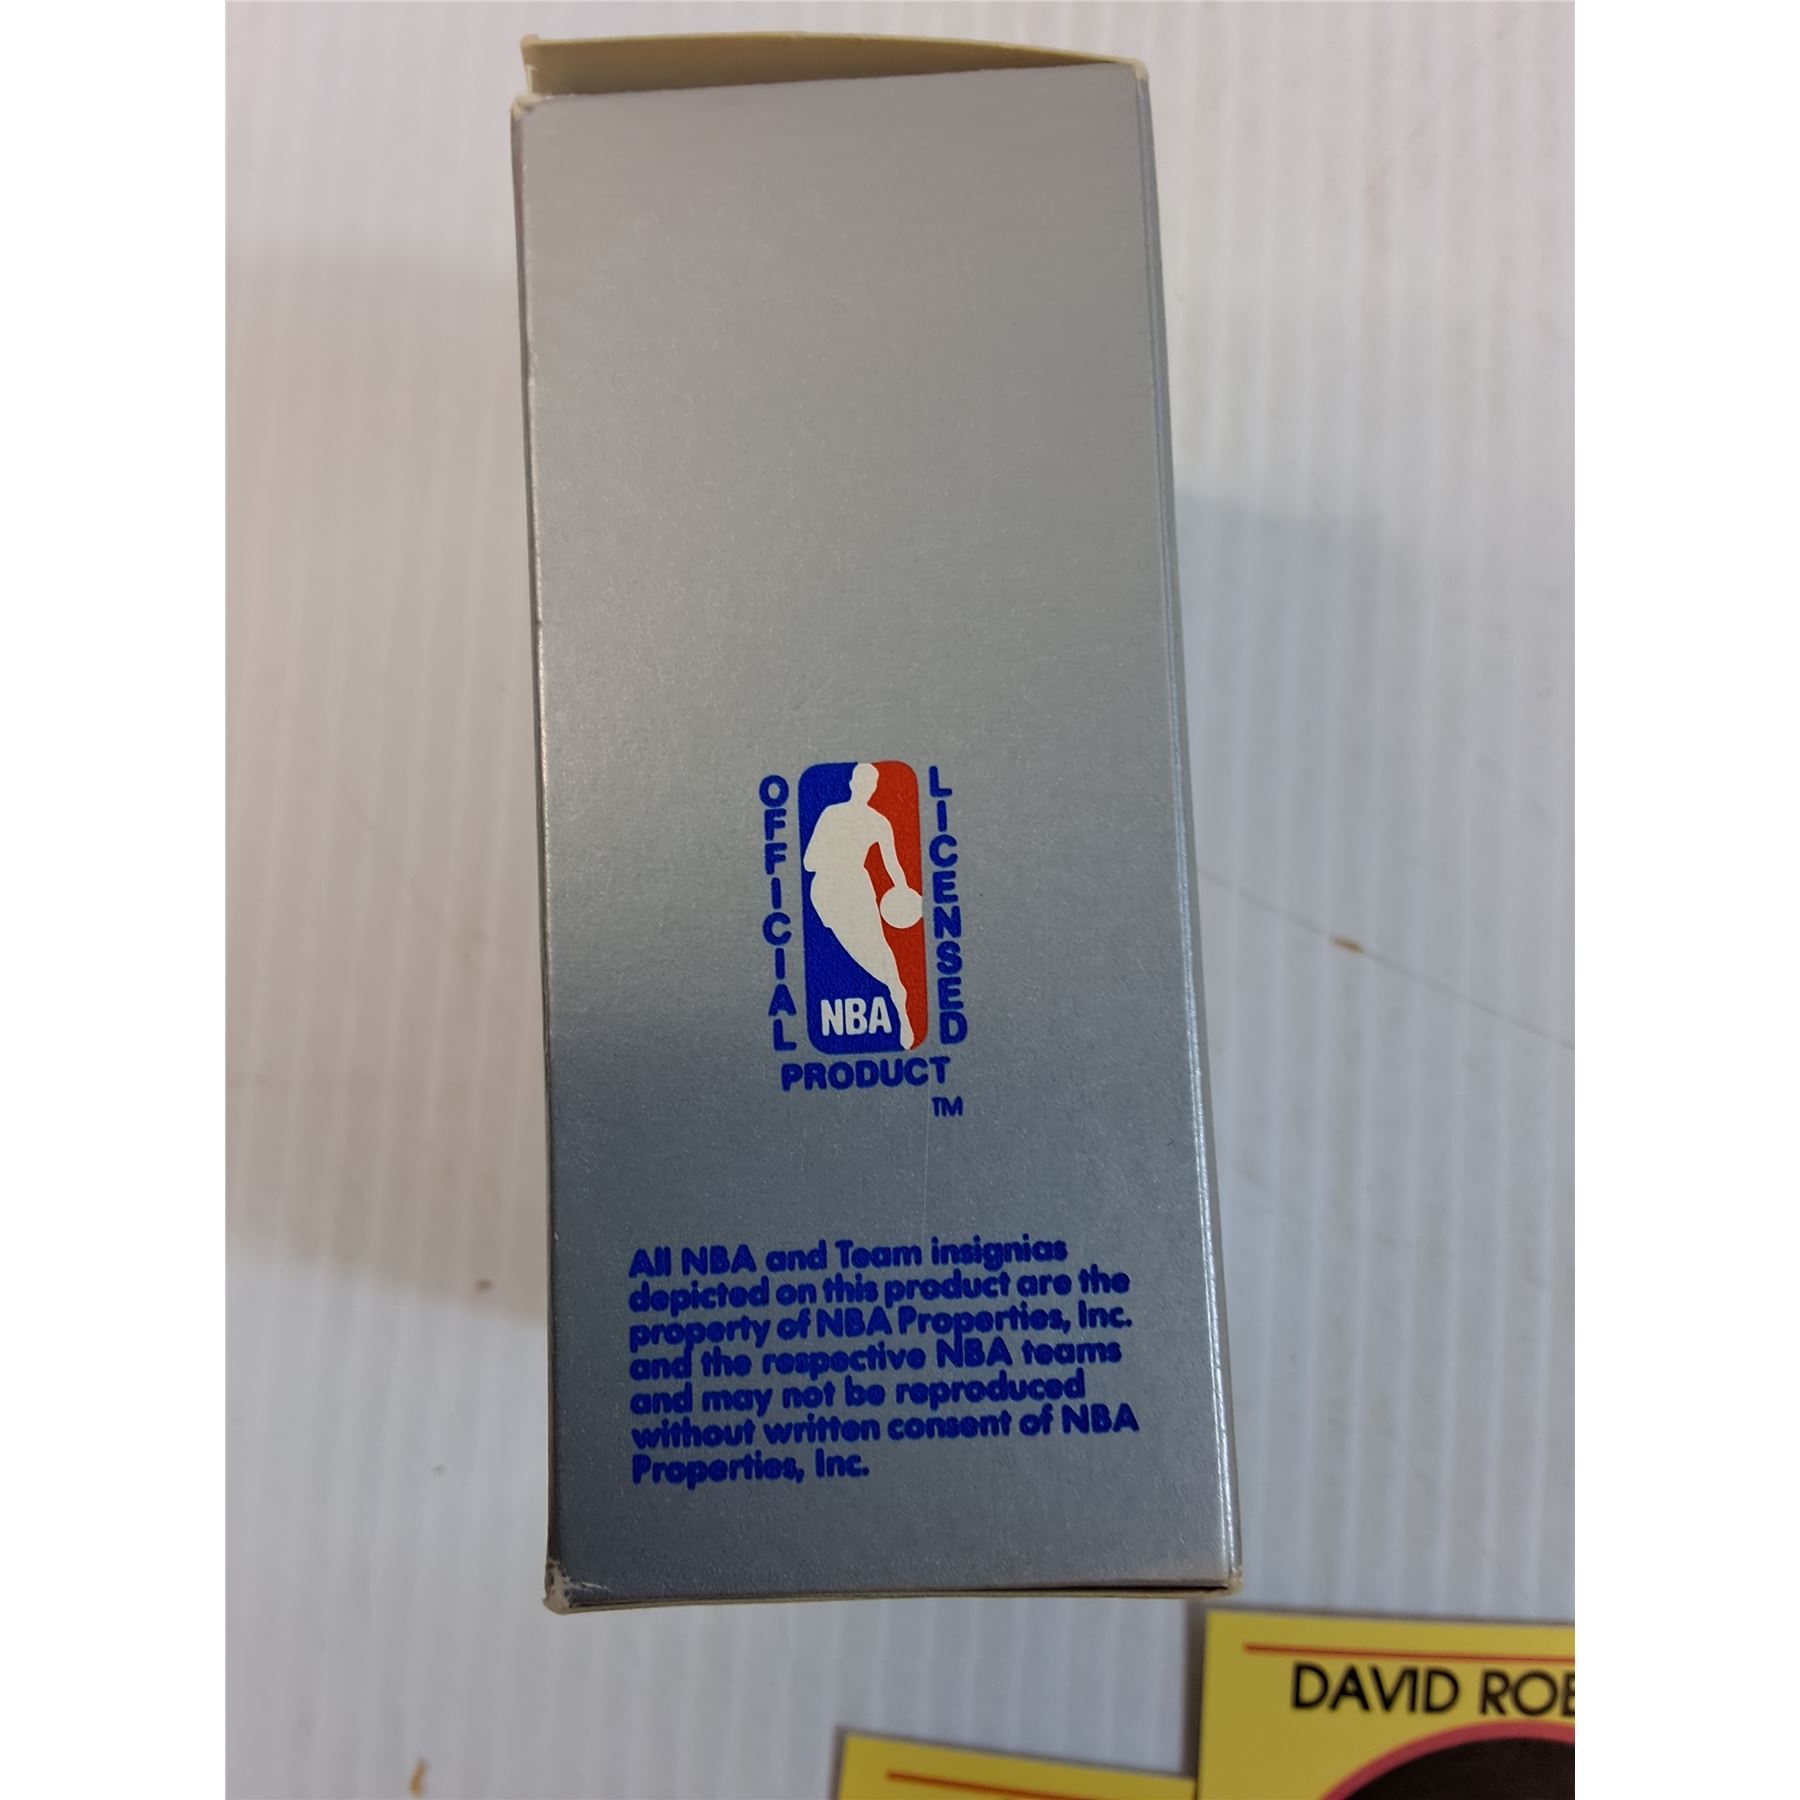 OFFICIAL
LICENSED
NBA
PRODUCT
TM
All NBA and Team insignias
depicted on this product are the
property of NBA Properties, Inc.
and the respective NBA teams
and may not be reproduced
without written consent of NBA
Properties, Inc.
DAVID ROB